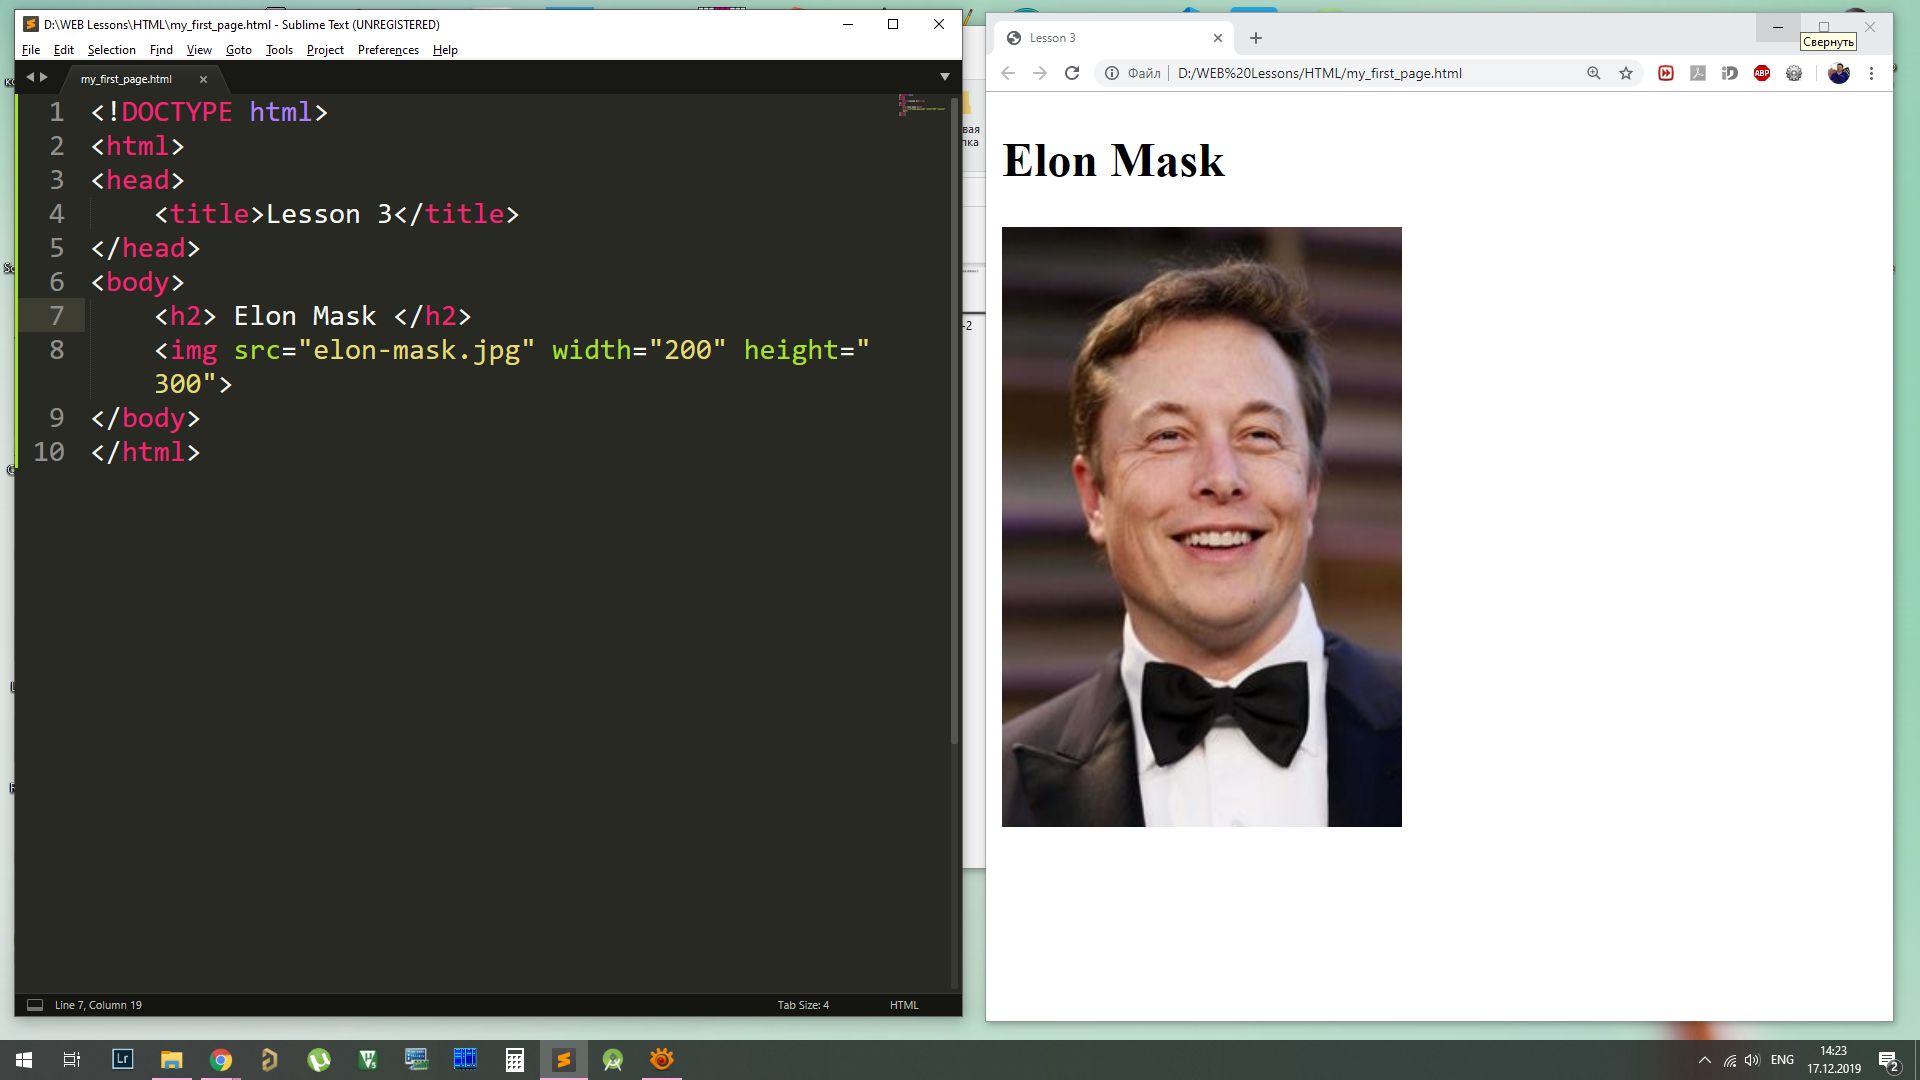 D:\WEB Lessons\HTML\my_first_page.html - Sublime Text (UNREGISTERED)
File Edit Selection Find View Goto Tools Project Preferences Help
my_first_page.html
1 <!DOCTYPE html>
2 <html>
3 <head>
4 <title>Lesson 3</title>
5 </head>
6 <body>
7 <h2> Elon Mask </h2>
8 <img src="elon-mask.jpg" width="200" height="
300">
9 </body>
10 </html>
Line 7, Column 19
Tab Size: 4
HTML
Lesson 3
Свернуть
Файл
D:/WEB%20Lessons/HTML/my_first_page.html
ABP
Elon Mask
Lr
ENG
14:23
17.12.2019
2